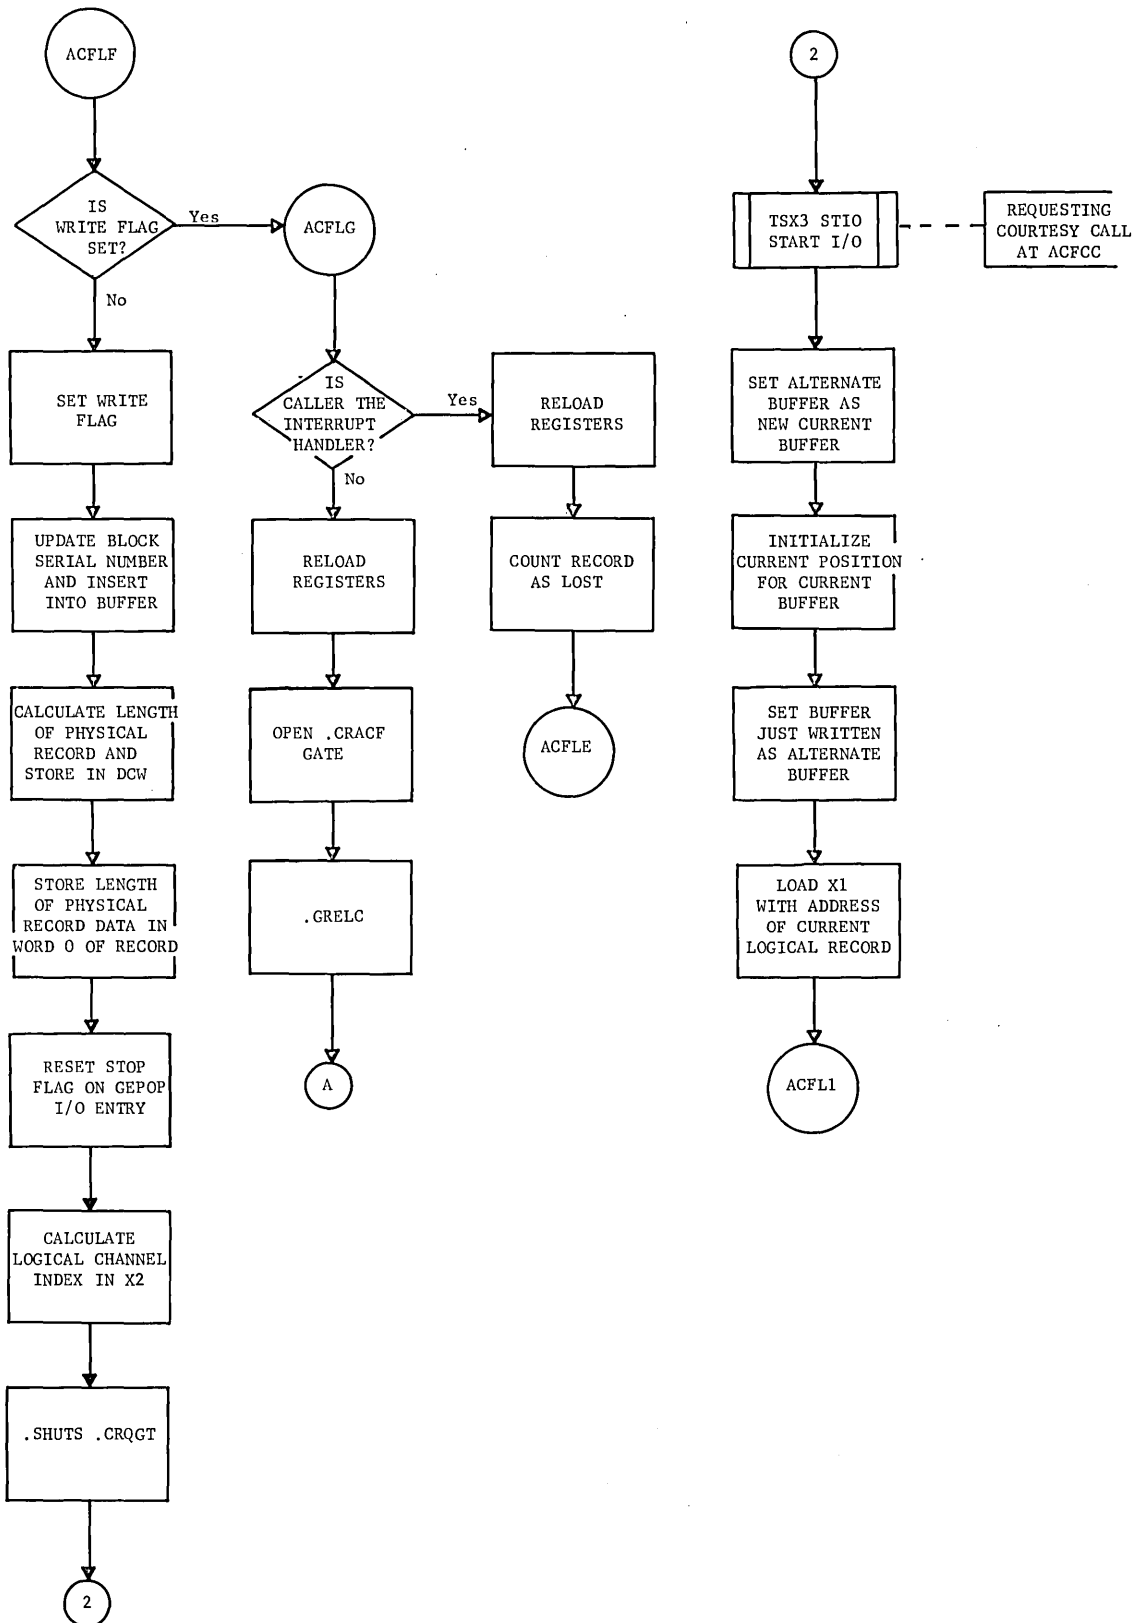 ACFLF
IS
WRITE FLAG
SET?
Yes
No
SET WRITE
FLAG
UPDATE BLOCK
SERIAL NUMBER
AND INSERT
INTO BUFFER
CALCULATE LENGTH
OF PHYSICAL
RECORD AND
STORE IN DCW
STORE LENGTH
OF PHYSICAL
RECORD DATA IN
WORD 0 OF RECORD
RESET STOP
FLAG ON GEPOP
I/O ENTRY
CALCULATE
LOGICAL CHANNEL
INDEX IN X2
.SHUTS .CRQGT
2
ACFLG
IS
CALLER THE
INTERRUPT
HANDLER?
Yes
No
RELOAD
REGISTERS
OPEN .CRACF
GATE
.GRELC
A
RELOAD
REGISTERS
COUNT RECORD
AS LOST
ACFLE
2
TSX3 STIO
START I/O
REQUESTING
COURTESY CALL
AT ACFCC
SET ALTERNATE
BUFFER AS
NEW CURRENT
BUFFER
INITIALIZE
CURRENT POSITION
FOR CURRENT
BUFFER
SET BUFFER
JUST WRITTEN
AS ALTERNATE
BUFFER
LOAD X1
WITH ADDRESS
OF CURRENT
LOGICAL RECORD
ACFL1